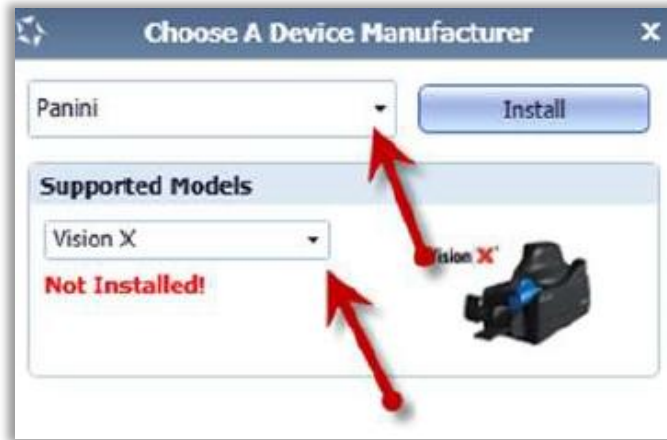 Choose A Device Manufacturer
Panini
Install
Supported Models
Vision X
Not Installed!
Vision X